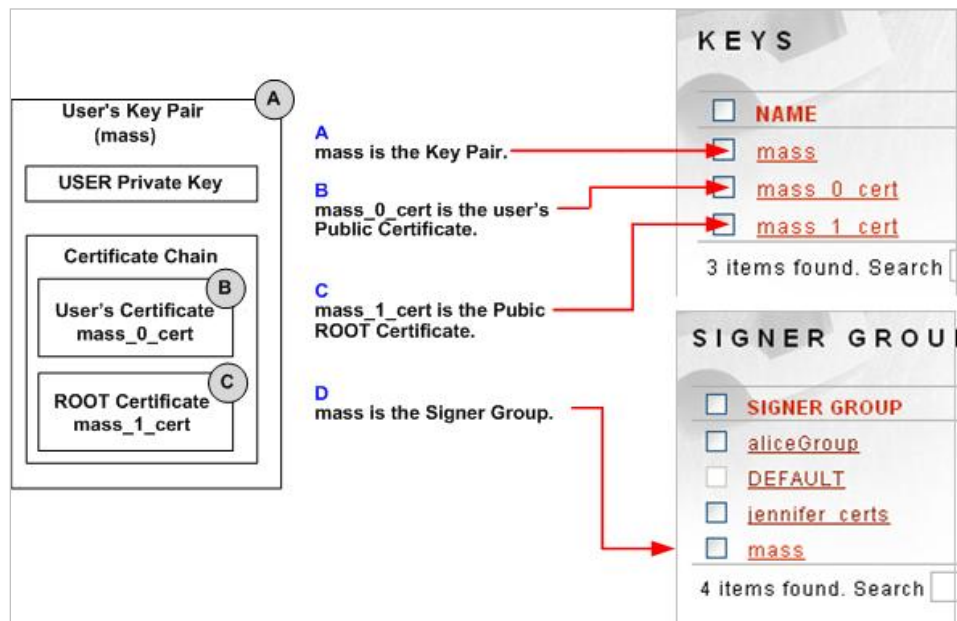 User's Key Pair
(mass)
A
USER Private Key
Certificate Chain
B
User's Certificate
mass_0_cert
C
ROOT Certificate
mass_1_cert
A
mass is the Key Pair.
B
mass_0_cert is the user's
Public Certificate.
C
mass_1_cert is the Pubic
ROOT Certificate.
D
mass is the Signer Group.
KEYS
NAME
mass
mass_0_cert
mass_1_cert
3 items found. Search
SIGNER GROU
SIGNER GROUP
aliceGroup
DEFAULT
jennifer_certs
mass
4 items found. Search